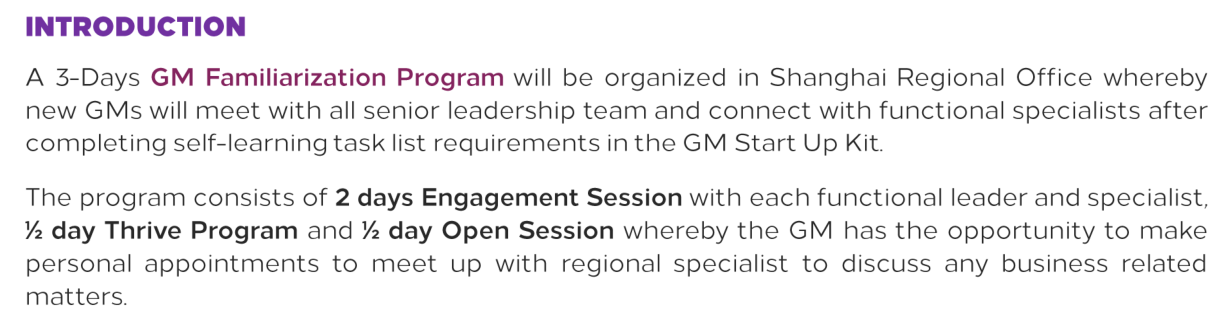 INTRODUCTION
A 3-Days GM Familiarization Program will be organized in Shanghai Regional Office whereby
new GMs will meet with all senior leadership team and connect with functional specialists after
completing self-learning task list requirements in the GM Start Up Kit.
The program consists of 2 days Engagement Session with each functional leader and specialist,
½ day Thrive Program and ½ day Open Session whereby the GM has the opportunity to make
personal appointments to meet up with regional specialist to discuss any business related
matters.